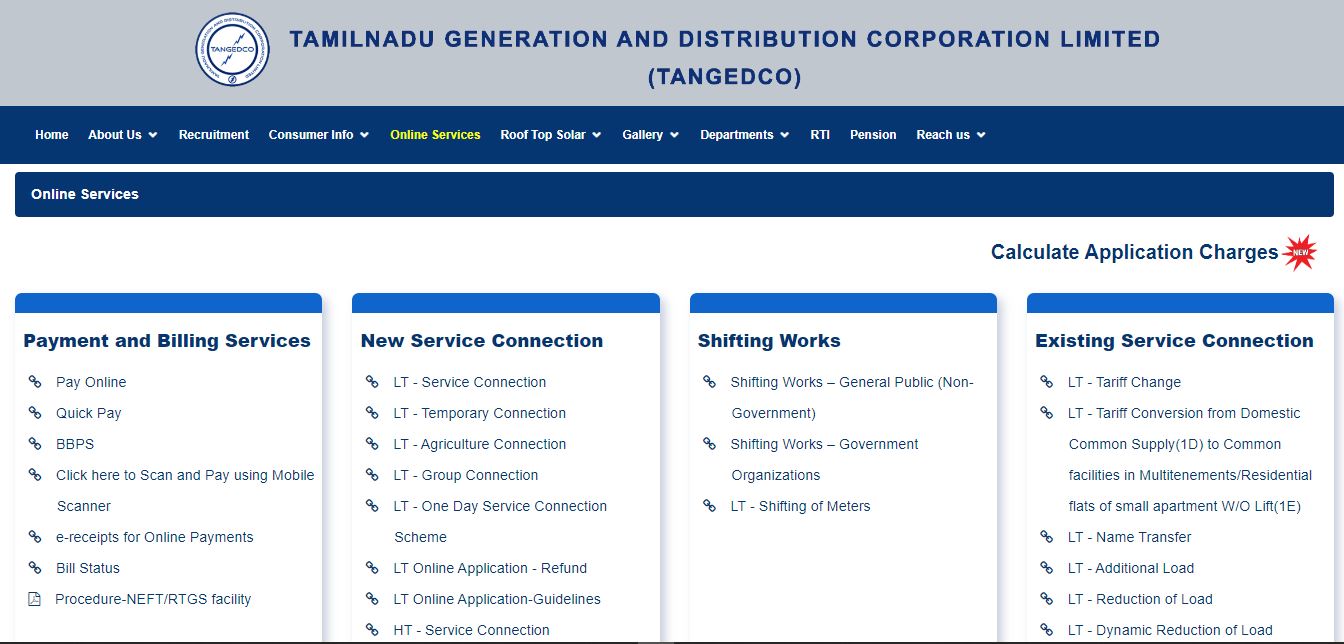 TANGEDCO
TAMILNADU GENERATION AND DISTRIBUTION CORPORATION LIMITED
(TANGEDCO)
Home About Us Recruitment Consumer Info Online Services Roof Top Solar Gallery Departments RTI Pension Reach us
Online Services
Calculate Application Charges NEW
Payment and Billing Services
Pay Online
Quick Pay
BBPS
Click here to Scan and Pay using Mobile
Scanner
e-receipts for Online Payments
Bill Status
Procedure-NEFT/RTGS facility
New Service Connection
LT - Service Connection
LT - Temporary Connection
LT - Agriculture Connection
LT - Group Connection
LT - One Day Service Connection
Scheme
LT Online Application - Refund
LT Online Application-Guidelines
HT - Service Connection
Shifting Works
Shifting Works – General Public (Non-
Government)
Shifting Works – Government
Organizations
LT - Shifting of Meters
Existing Service Connection
LT - Tariff Change
LT - Tariff Conversion from Domestic
Common Supply(1D) to Common
facilities in Multitenements/Residential
flats of small apartment W/O Lift(1E)
LT - Name Transfer
LT - Additional Load
LT - Reduction of Load
LT - Dynamic Reduction of Load